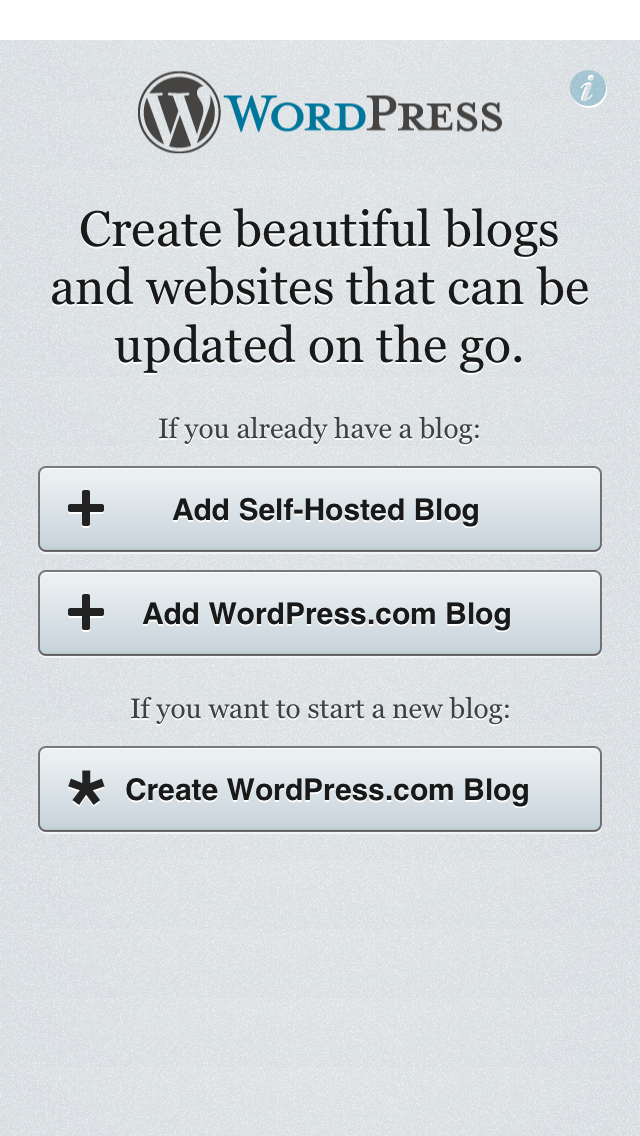 WORDPRESS
i
Create beautiful blogs
and websites that can be
updated on the go.
If you already have a blog:
Add Self-Hosted Blog
Add WordPress.com Blog
If you want to start a new blog:
Create WordPress.com Blog